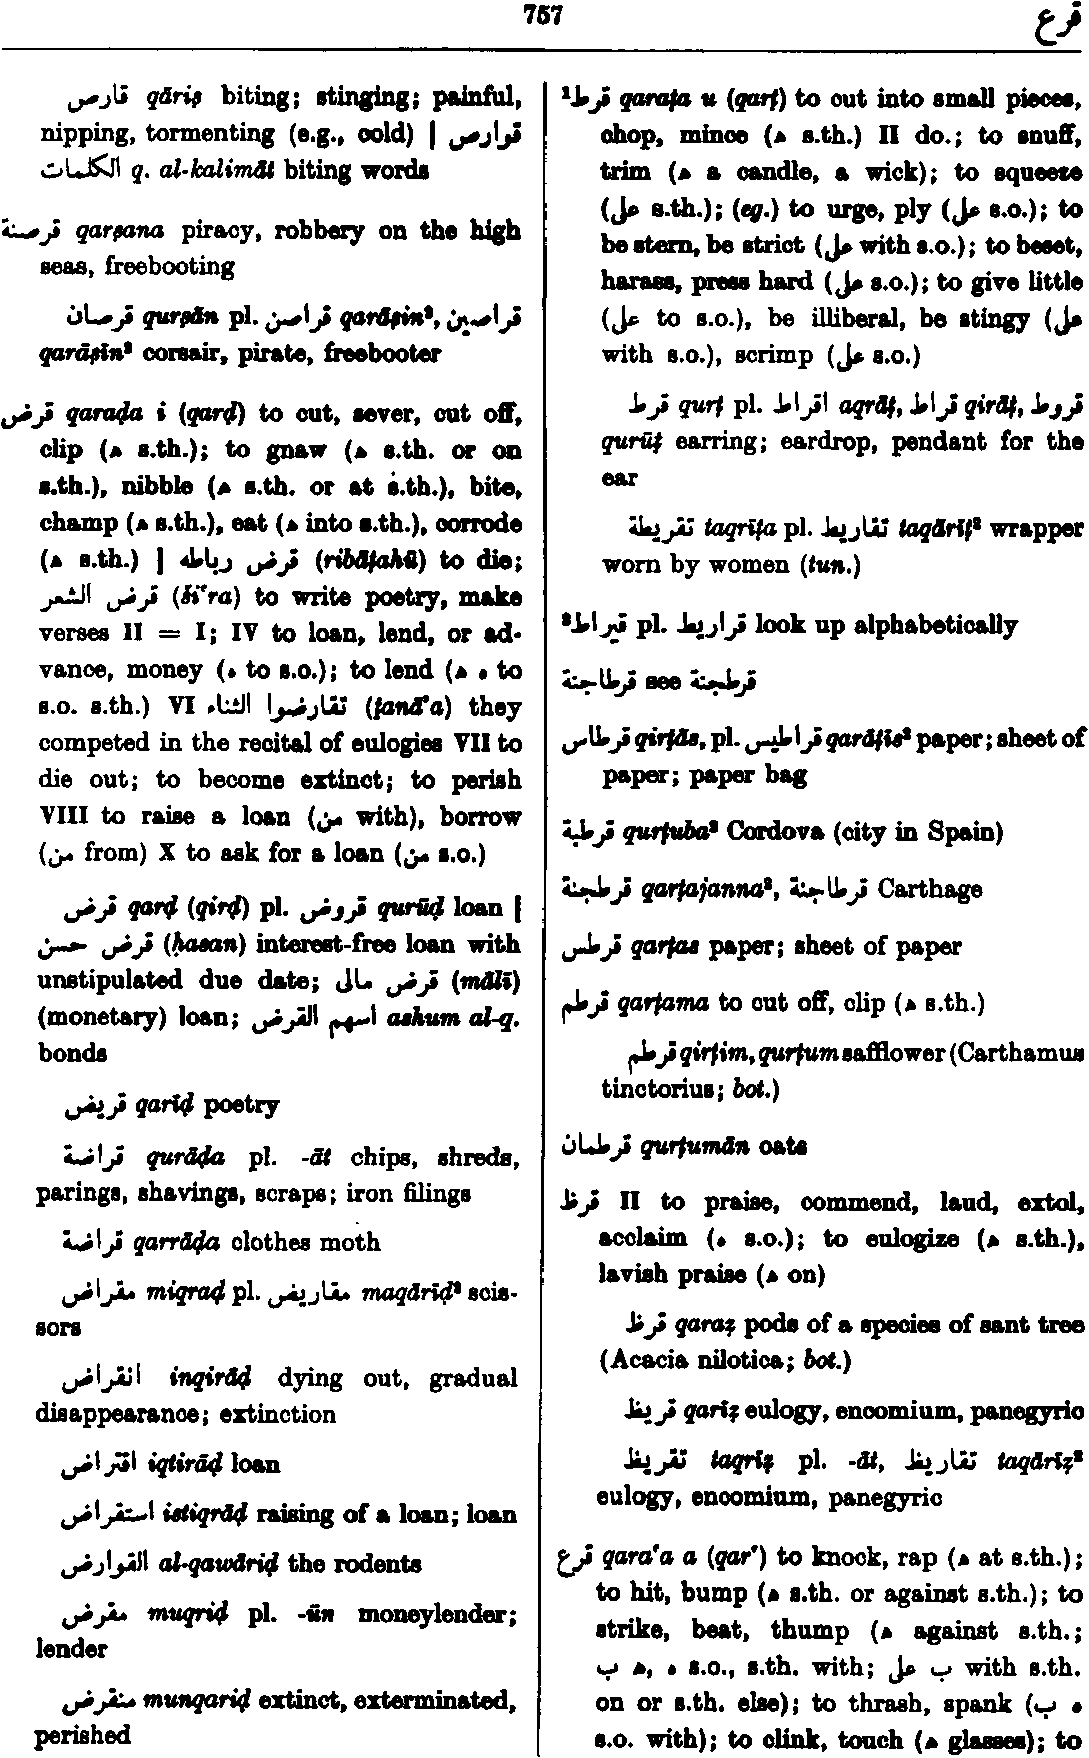 757
قرع
قارص qāriṣ biting; stinging; painful,
nipping, tormenting (e.g., cold) | قوارص
الكلمات q. al-kalimāt biting words
قرصنة qarṣana piracy, robbery on the high
seas, freebooting
قرصان qurṣān pl. قراصن qarāṣin², قراصين
qarāṣīn² corsair, pirate, freebooter
قرض qaraḍa i (qarḍ) to cut, sever, cut off,
clip (ه s.th.); to gnaw (ه s.th. or on
s.th.), nibble (ه s.th. or at s.th.), bite,
champ (ه s.th.), eat (ه into s.th.), corrode
(ه s.th.) | قرض رباطه (ribāṭahū) to die;
قرض الشعر (ši‘ra) to write poetry, make
verses II = I; IV to loan, lend, or ad-
vance, money (ه to s.o.); to lend (ه ه to
s.o. s.th.) VI تقارضوا الثناء (ṯanā’a) they
competed in the recital of eulogies VII to
die out; to become extinct; to perish
VIII to raise a loan (من with), borrow
(من from) X to ask for a loan (من s.o.)
قرض qarḍ (qirḍ) pl. قروض qurūḍ loan |
قرض حسن (ḥasan) interest-free loan with
unstipulated due date; قرض مالى (mālī)
(monetary) loan; اسهم القرض ashum al-q.
bonds
قريض qarīḍ poetry
قراضة qurāḍa pl. -āt chips, shreds,
parings, shavings, scraps; iron filings
قراضة qarrāḍa clothes moth
مقراض miqraḍ pl. مقاريض maqārīḍ² scis-
sors
انقراض inqirāḍ dying out, gradual
disappearance; extinction
اقتراض iqtirāḍ loan
استقراض istiqrāḍ raising of a loan; loan
القوارض al-qawāriḍ the rodents
مقرض muqriḍ pl. -ūn moneylender;
lender
منقرض munqariḍ extinct, exterminated,
perished
¹قرط qaraṭa u (qarṭ) to cut into small pieces,
chop, mince (ه s.th.) II do.; to snuff,
trim (ه a candle, a wick); to squeeze
(على s.th.); (eg.) to urge, ply (على s.o.); to
be stern, be strict (على with s.o.); to beset,
harass, press hard (على s.o.); to give little
(على to s.o.), be illiberal, be stingy (على
with s.o.), scrimp (على s.o.)
قرط qurṭ pl. اقراط aqrāṭ, قراط qirāṭ, قروط
qurūṭ earring; eardrop, pendant for the
ear
تقريطة taqrīṭa pl. تقاريط taqārīṭ² wrapper
worn by women (tun.)
²قيراط pl. قراريط look up alphabetically
قرطاجنة see قرطجنة
قرطاس qirṭās, pl. قراطيس qarāṭīs² paper; sheet of
paper; paper bag
قرطبة qurṭuba² Cordova (city in Spain)
قرطجنة qarṭajanna², قرطاجنة Carthage
قرطس qarṭas paper; sheet of paper
قرطم qarṭama to cut off, clip (ه s.th.)
قرطم qirṭim, qurṭum safflower (Carthamus
tinctorius; bot.)
قرطمان qurṭumān oats
قرظ II to praise, commend, laud, extol,
acclaim (ه s.o.); to eulogize (ه s.th.),
lavish praise (ه on)
قرظ qaraẓ pods of a species of sant tree
(Acacia nilotica; bot.)
قريظ qarīẓ eulogy, encomium, panegyric
تقريظ taqrīẓ pl. -āt, تقاريظ taqārīẓ²
eulogy, encomium, panegyric
قرع qara‘a a (qar‘) to knock, rap (ه at s.th.);
to hit, bump (ه s.th. or against s.th.); to
strike, beat, thump (ه against s.th.;
ه ,ه ب s.o., s.th. with; ب على with s.th.
on or s.th. else); to thrash, spank (ه ب
s.o. with); to clink, touch (ه glasses); to